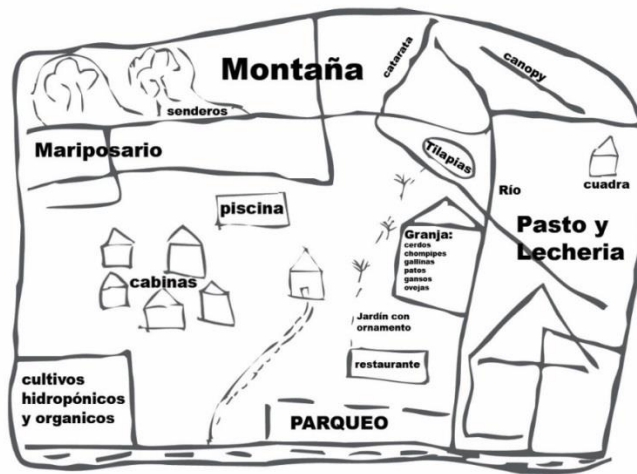 Montaña
catarata
canopy
senderos
Mariposario
Tilapias
Río
cuadra
piscina
Granja:
cerdos
chompipes
gallinas
patos
gansos
ovejas
Pasto y
Lecheria
cabinas
Jardín con
ornamento
restaurante
cultivos
hidropónicos
y organicos
PARQUEO